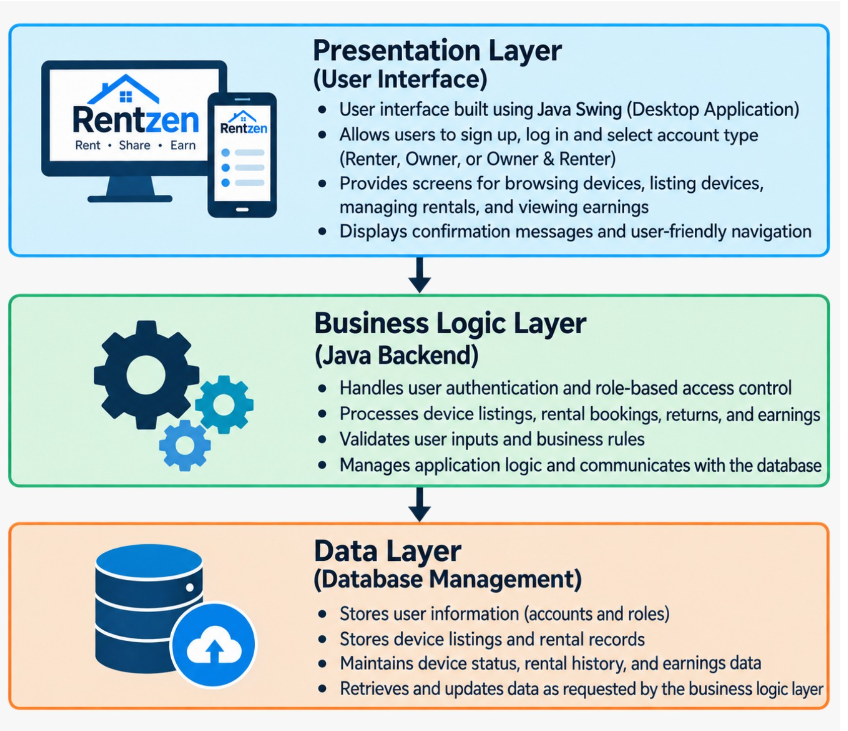 Presentation Layer
(User Interface)
Rentzen
Rent • Share • Earn
Rentzen
• User interface built using Java Swing (Desktop Application)
• Allows users to sign up, log in and select account type
(Renter, Owner, or Owner & Renter)
• Provides screens for browsing devices, listing devices,
managing rentals, and viewing earnings
• Displays confirmation messages and user-friendly navigation
Business Logic Layer
(Java Backend)
• Handles user authentication and role-based access control
• Processes device listings, rental bookings, returns, and earnings
• Validates user inputs and business rules
• Manages application logic and communicates with the database
Data Layer
(Database Management)
• Stores user information (accounts and roles)
• Stores device listings and rental records
• Maintains device status, rental history, and earnings data
• Retrieves and updates data as requested by the business logic layer